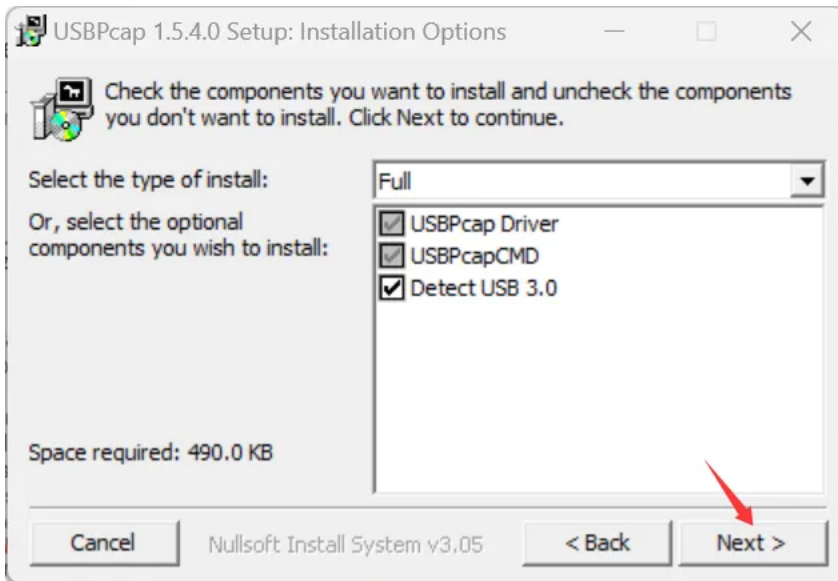 USBPcap 1.5.4.0 Setup: Installation Options
Check the components you want to install and uncheck the components
you don't want to install. Click Next to continue.
Select the type of install:
Full
Or, select the optional
components you wish to install:
USBPcap Driver
USBPcapCMD
Detect USB 3.0
Space required: 490.0 KB
Cancel
Nullsoft Install System v3.05
< Back
Next >